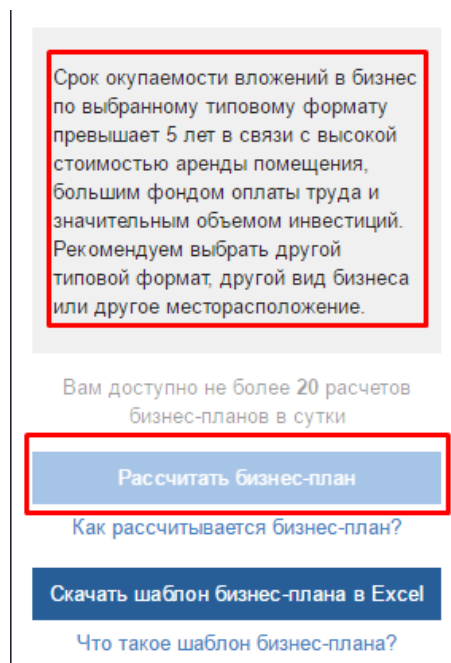 Срок окупаемости вложений в бизнес
по выбранному типовому формату
превышает 5 лет в связи с высокой
стоимостью аренды помещения,
большим фондом оплаты труда и
значительным объемом инвестиций.
Рекомендуем выбрать другой
типовой формат, другой вид бизнеса
или другое месторасположение.
Вам доступно не более 20 расчетов
бизнес-планов в сутки
Рассчитать бизнес-план
Как рассчитывается бизнес-план?
Скачать шаблон бизнес-плана в Excel
Что такое шаблон бизнес-плана?